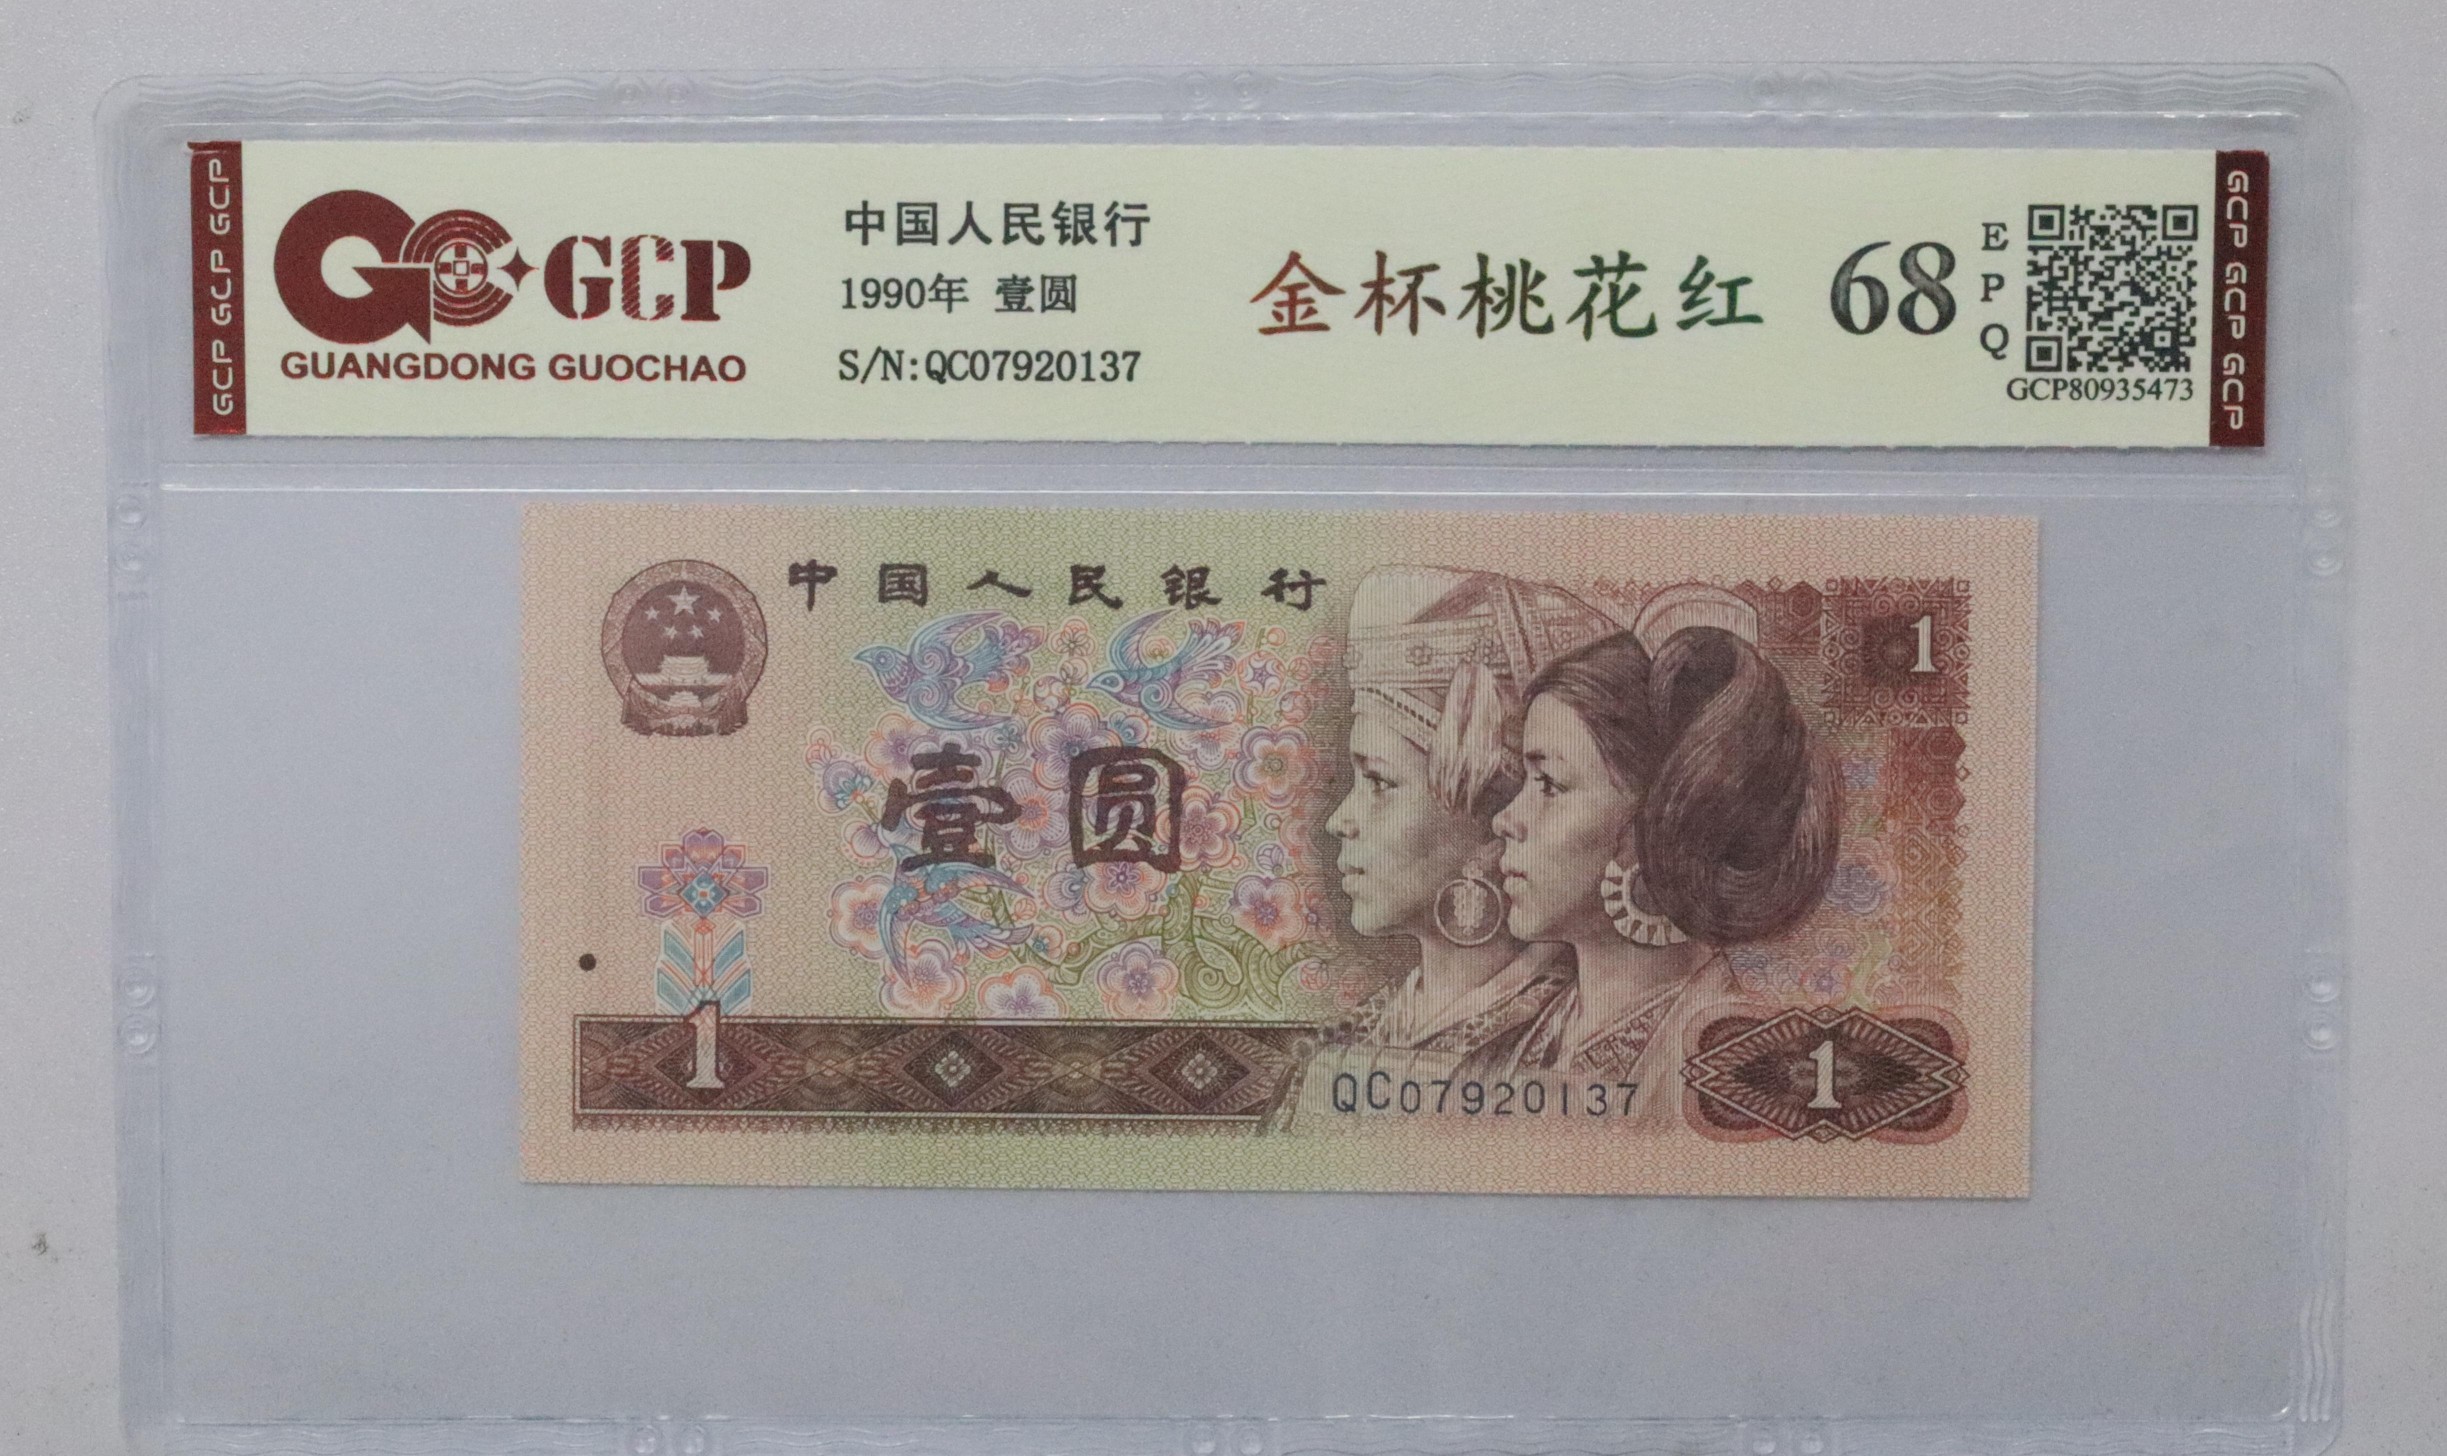 GCP GCP GCP
GCP
GUANGDONG GUOCHAO
中国人民银行
1990年 壹圆
S/N:QC07920137
金杯桃花红
68
E
P
Q
GCP80935473
GCP GCP GCP
中国人民银行
1
壹圆
1
QC07920137
1